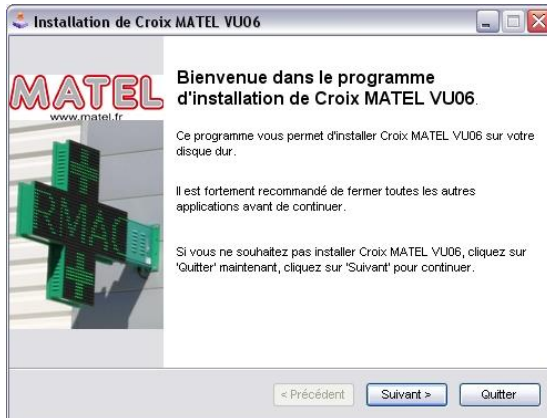 Installation de Croix MATEL VU06
MATEL
www.matel.fr
RMAC
Bienvenue dans le programme
d'installation de Croix MATEL VU06.
Ce programme vous permet d'installer Croix MATEL VU06 sur votre
disque dur.
Il est fortement recommandé de fermer toutes les autres
applications avant de continuer.
Si vous ne souhaitez pas installer Croix MATEL VU06, cliquez sur
'Quitter' maintenant, cliquez sur 'Suivant' pour continuer.
< Précédent
Suivant >
Quitter